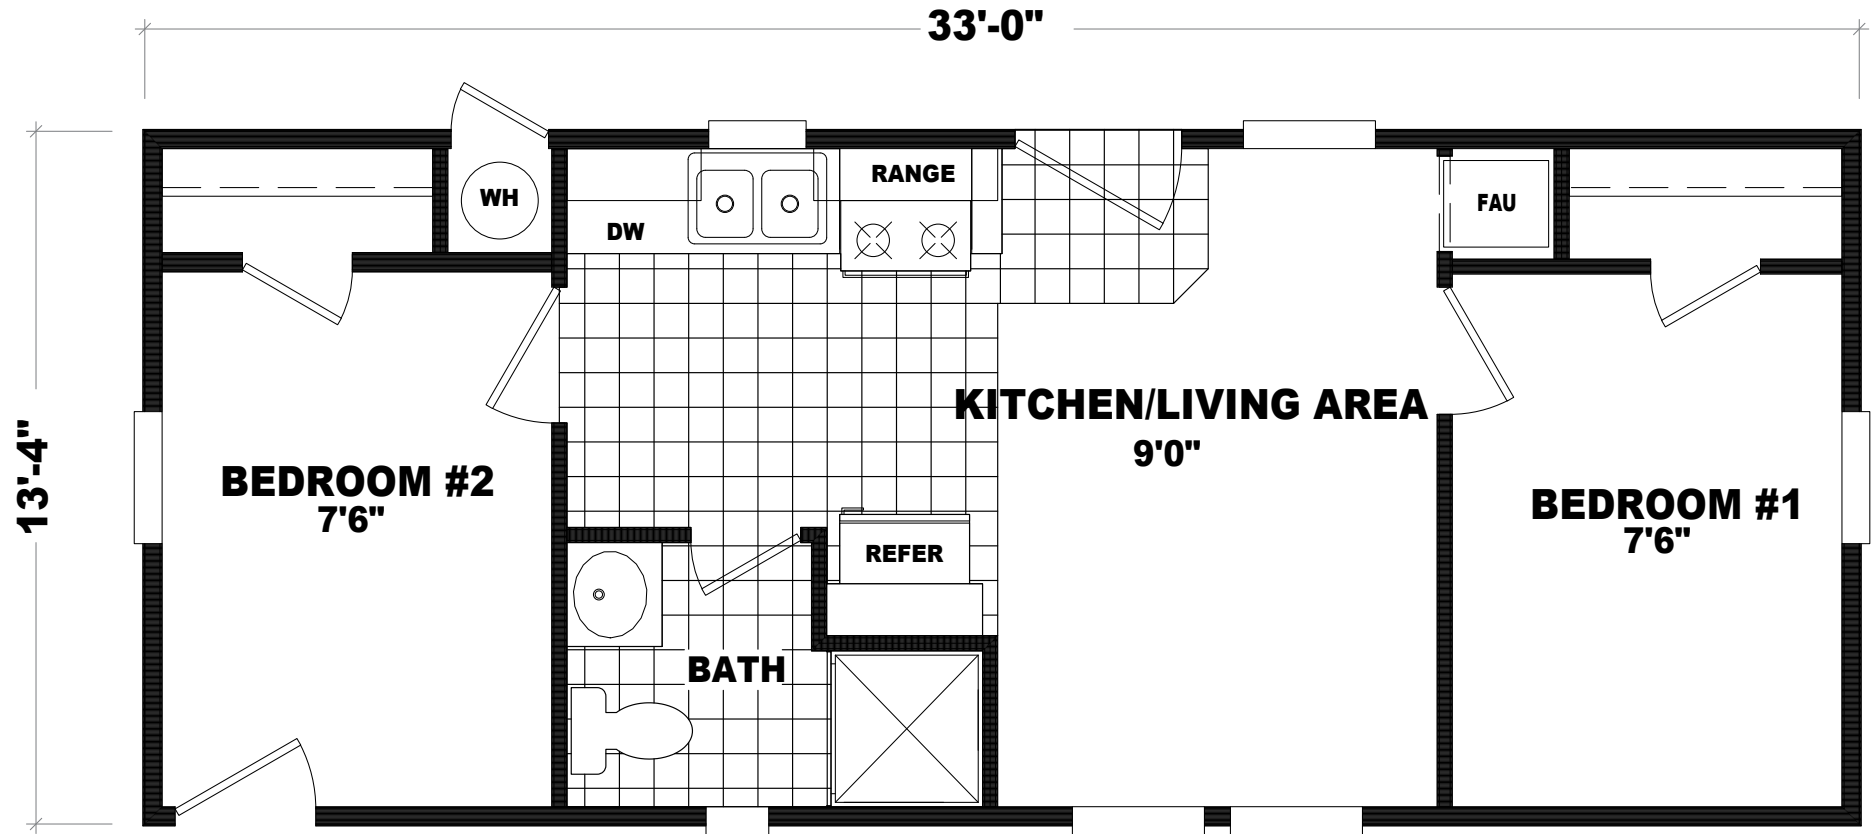 33'-0"
13'-4"
WH
RANGE
DW
FAU
KITCHEN/LIVING AREA
9'0"
BEDROOM #2
7'6"
BEDROOM #1
7'6"
REFER
BATH